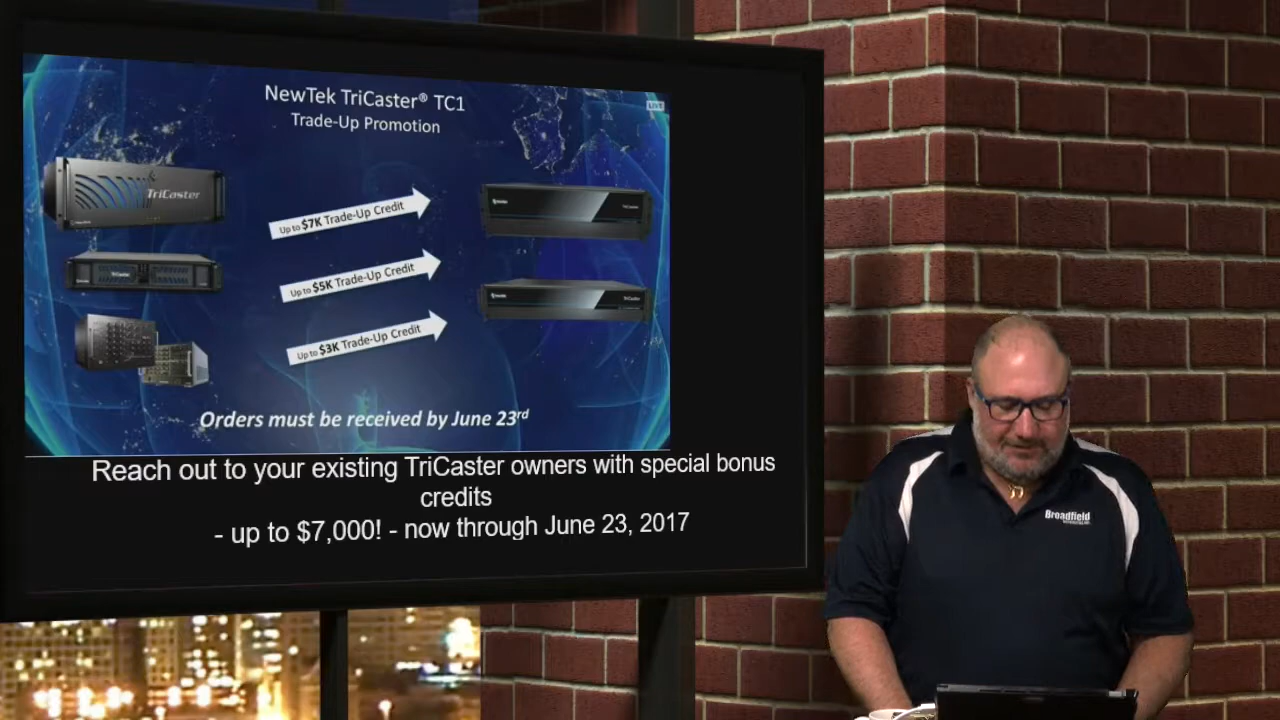 NewTek TriCaster® TC1
Trade-Up Promotion
LIVE
TriCaster
Up to $7K Trade-Up Credit
Up to $5K Trade-Up Credit
Up to $3K Trade-Up Credit
TriCaster
Orders must be received by June 23rd
Reach out to your existing TriCaster owners with special bonus
credits
- up to $7,000! - now through June 23, 2017
Broadfield